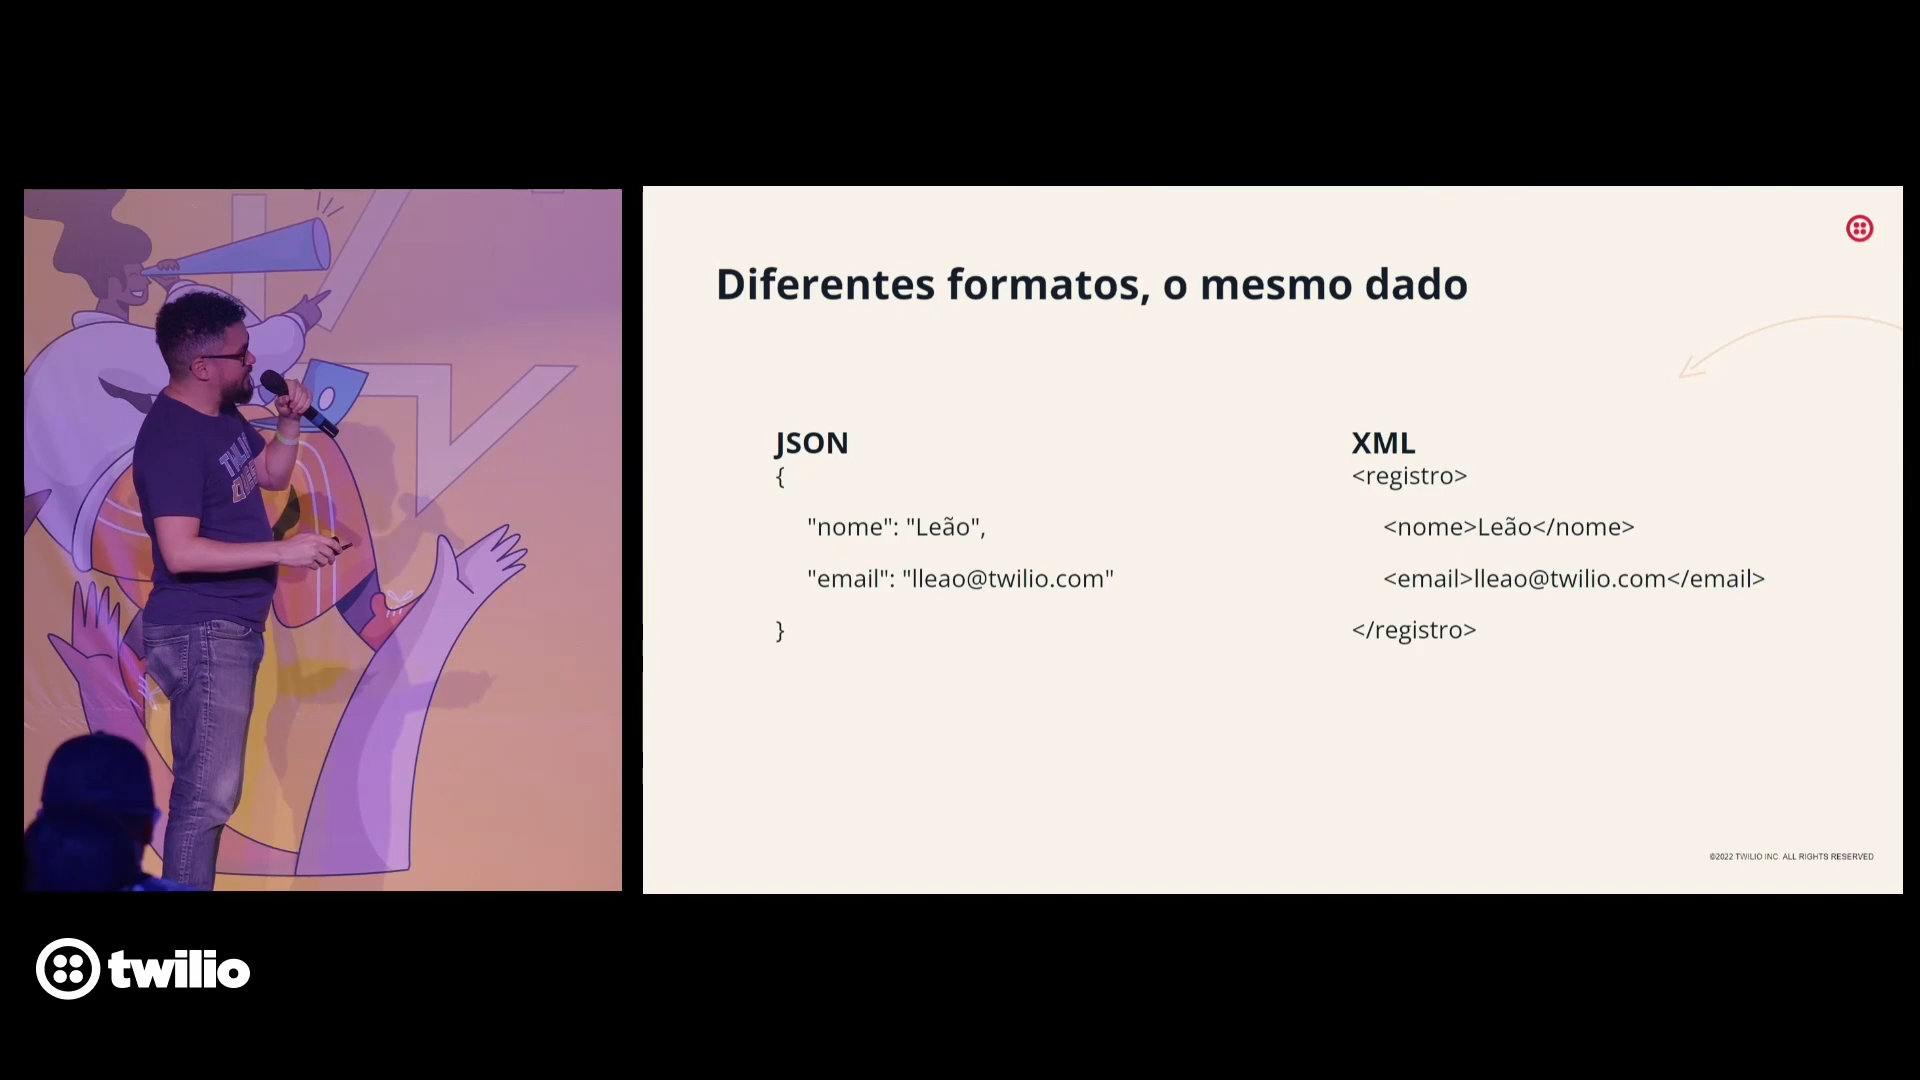 Diferentes formatos, o mesmo dado
JSON
{
"nome": "Leão",
"email": "lleao@twilio.com"
}
XML
<registro>
<nome>Leão</nome>
<email>lleao@twilio.com</email>
</registro>
©2022 TWILIO INC. ALL RIGHTS RESERVED
twilio